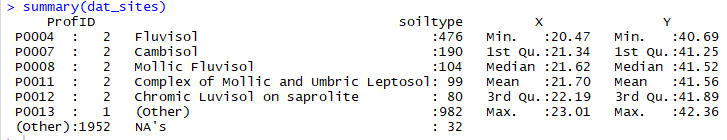 > summary(dat_sites)
     ProfID                                    soiltype         X               Y
P0004  :   2   Fluvisol                            :476   Min.   :20.47   Min.   :40.69
P0007  :   2   Cambisol                            :190   1st Qu.:21.34   1st Qu.:41.25
P0008  :   2   Mollic Fluvisol                     :104   Median :21.62   Median :41.52
P0011  :   2   Complex of Mollic and Umbric Leptosol: 99   Mean   :21.70   Mean   :41.56
P0012  :   2   Chromic Luvisol on saprolite        : 80   3rd Qu.:22.19   3rd Qu.:41.89
P0013  :   1   (Other)                             :982   Max.   :23.01   Max.   :42.36
(Other):1952   NA's                                : 32